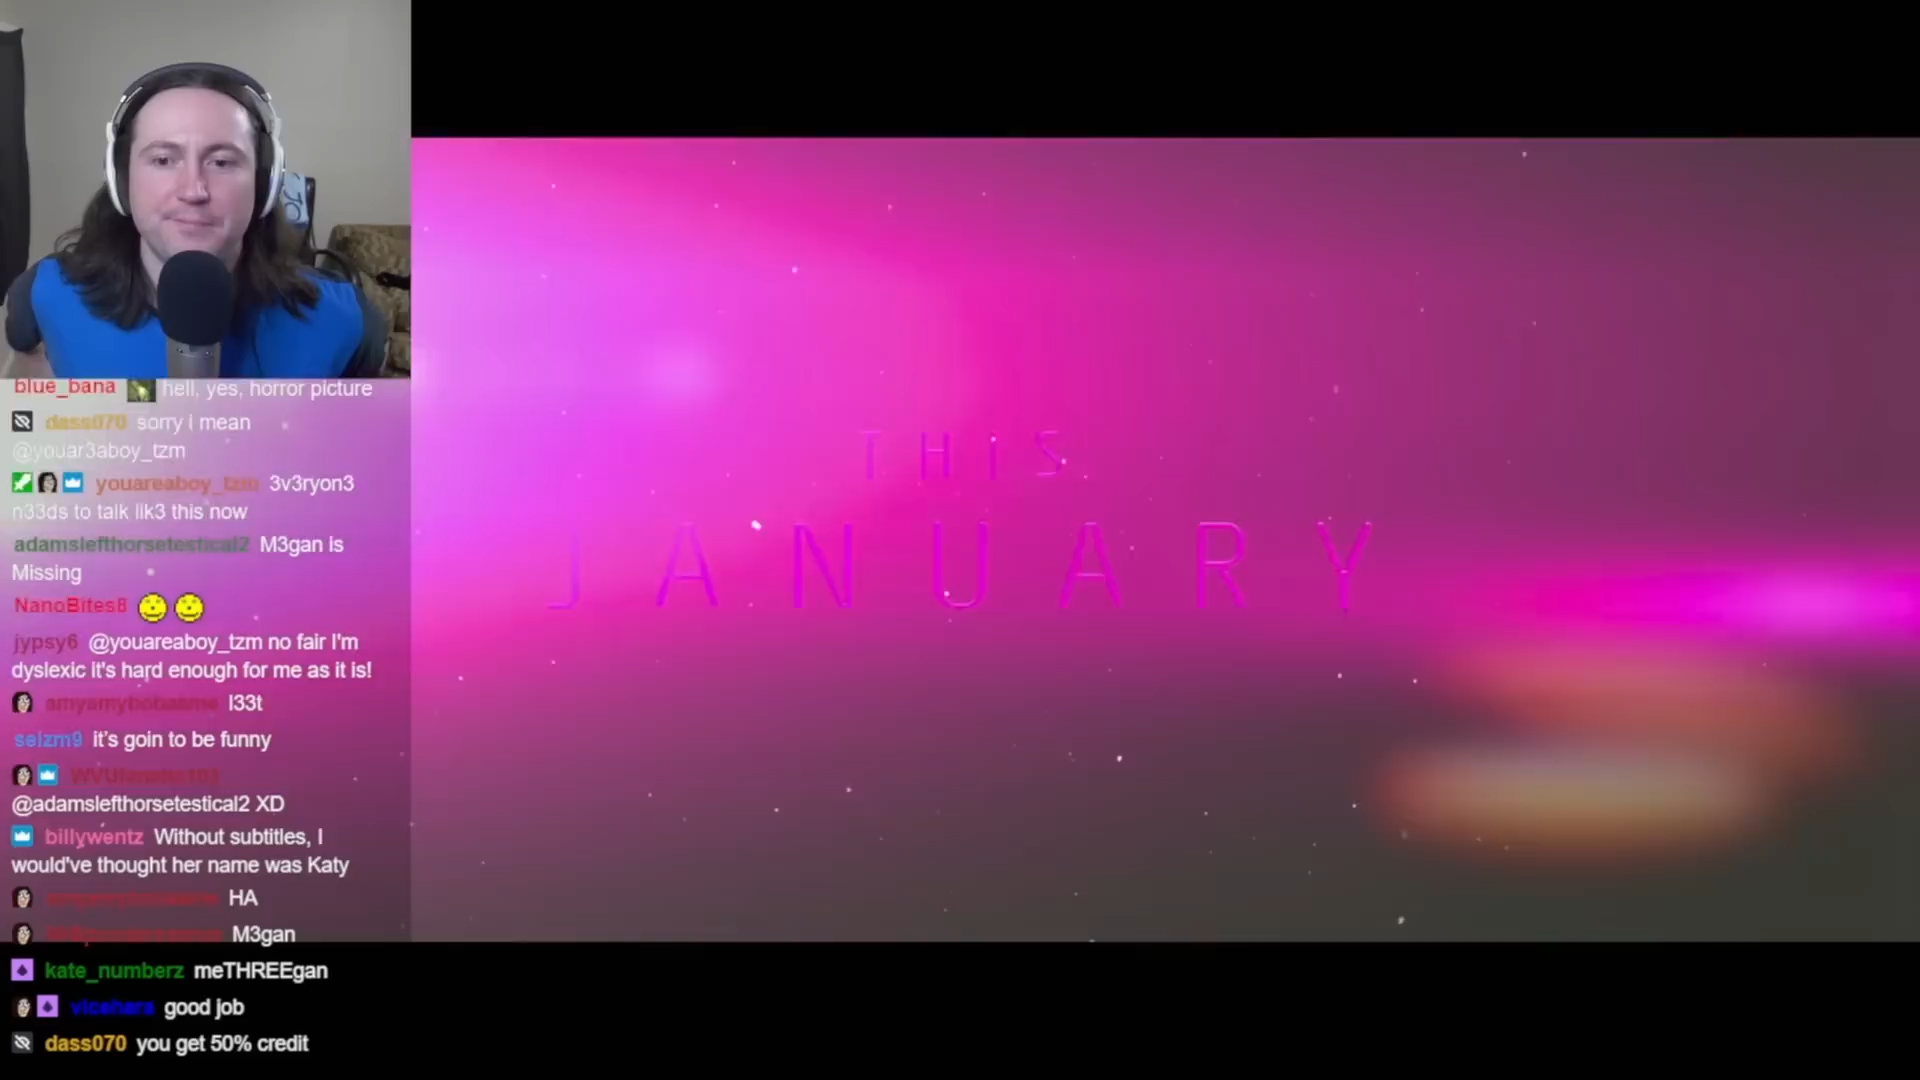 blue_bana hell, yes, horror picture
dass070 sorry i mean
@youar3aboy_tzm
youareaboy_tzm 3v3ryon3
n33ds to talk lik3 this now
adamslefthorsetestical2 M3gan is
Missing
NanoBites8
jypsy6 @youareaboy_tzm no fair I'm
dyslexic it's hard enough for me as it is!
l33t
seizm9 it's goin to be funny
@adamslefthorsetestical2 XD
billywentz Without subtitles, I
would've thought her name was Katy
HA
M3gan
kate_numberz meTHREEgan
good job
dass070 you get 50% credit
THIS
JANUARY